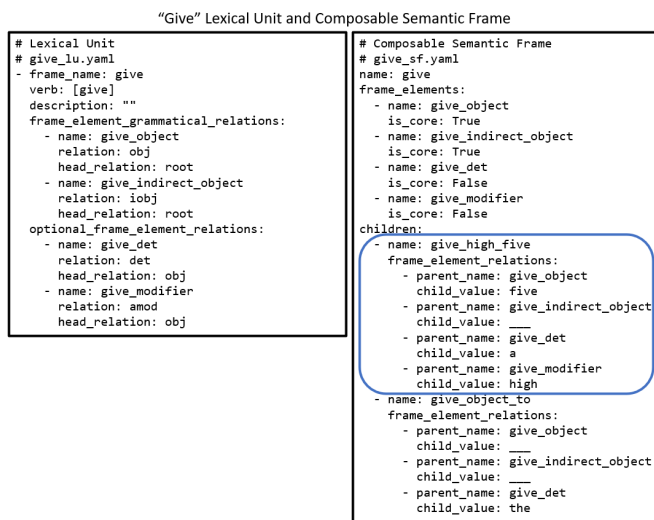 “Give” Lexical Unit and Composable Semantic Frame
# Lexical Unit
# give_lu.yaml
- frame_name: give
  verb: [give]
  description: ""
  frame_element_grammatical_relations:
    - name: give_object
      relation: obj
      head_relation: root
    - name: give_indirect_object
      relation: iobj
      head_relation: root
  optional_frame_element_relations:
    - name: give_det
      relation: det
      head_relation: obj
    - name: give_modifier
      relation: amod
      head_relation: obj
# Composable Semantic Frame
# give_sf.yaml
name: give
frame_elements:
  - name: give_object
    is_core: True
  - name: give_indirect_object
    is_core: True
  - name: give_det
    is_core: False
  - name: give_modifier
    is_core: False
children:
  - name: give_high_five
    frame_element_relations:
      - parent_name: give_object
        child_value: five
      - parent_name: give_indirect_object
        child_value: ___
      - parent_name: give_det
        child_value: a
      - parent_name: give_modifier
        child_value: high
  - name: give_object_to
    frame_element_relations:
      - parent_name: give_object
        child_value: ___
      - parent_name: give_indirect_object
        child_value: ___
      - parent_name: give_det
        child_value: the